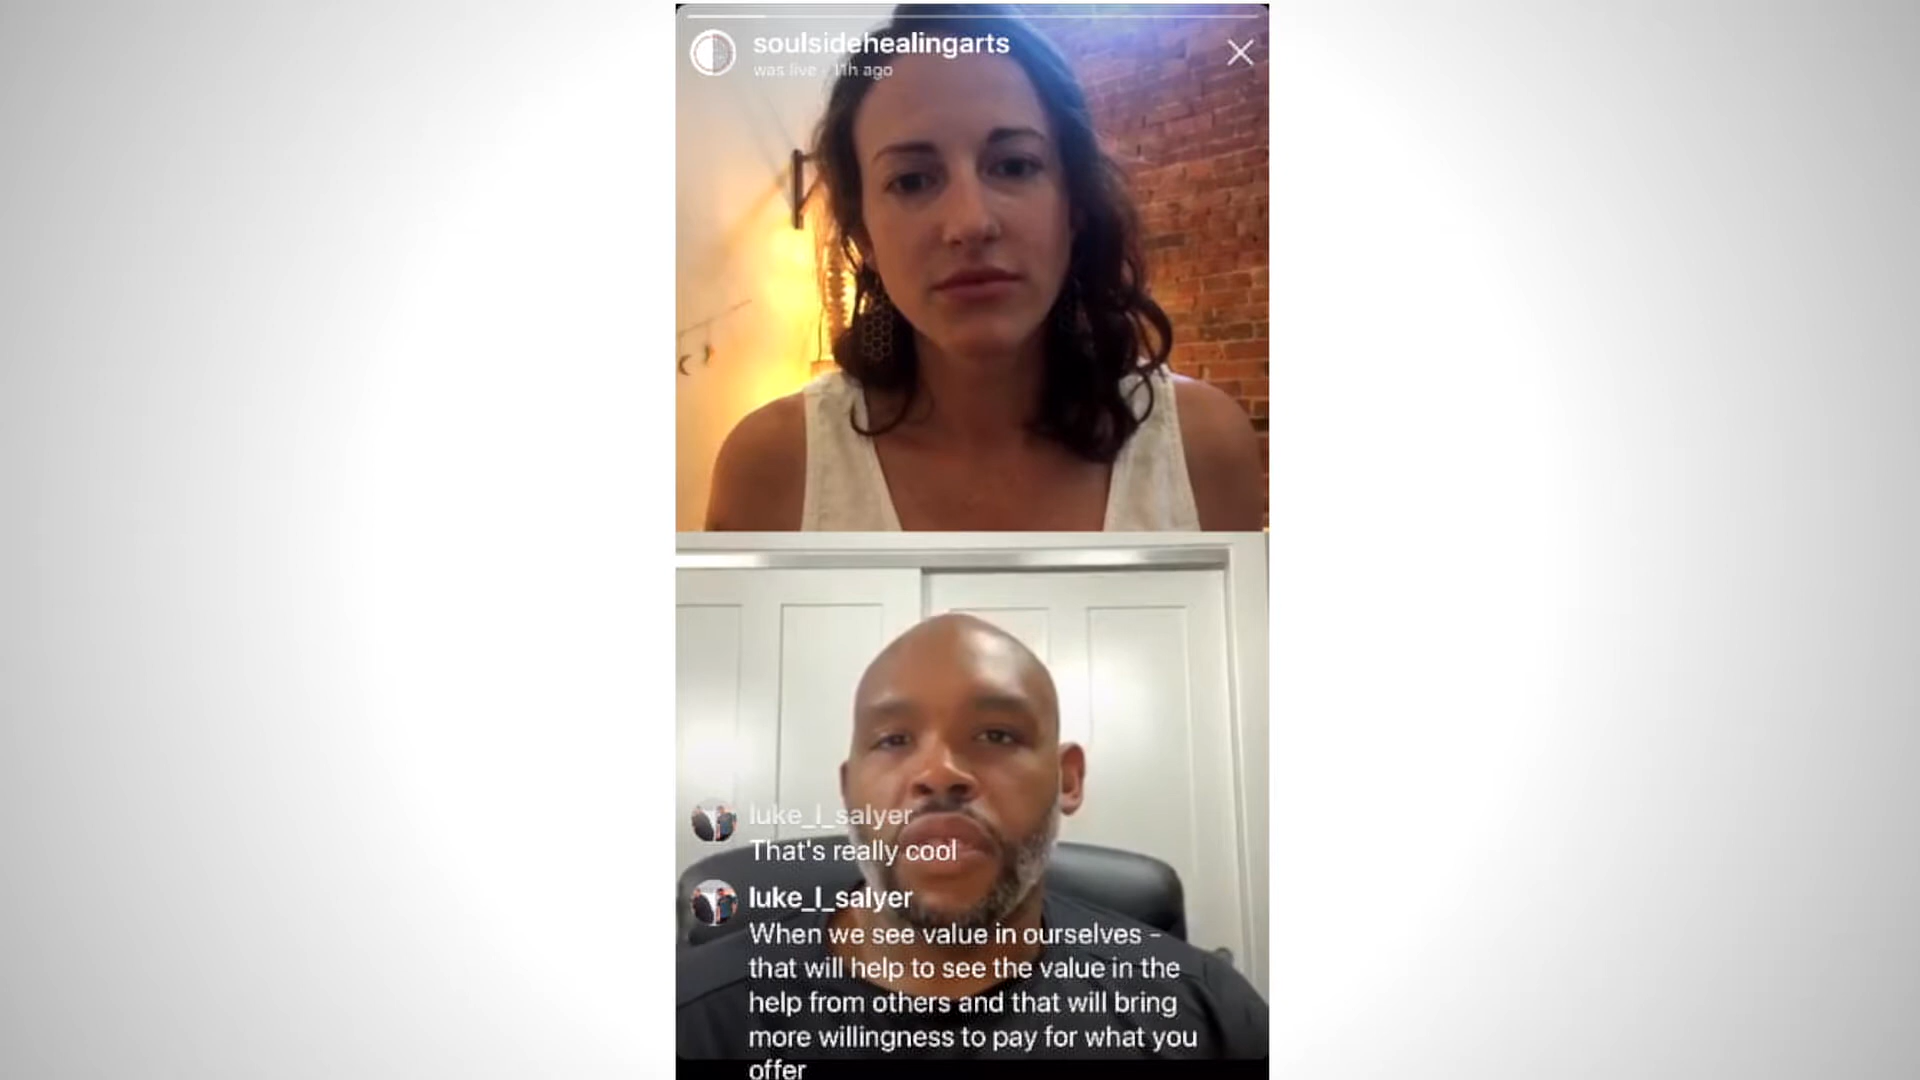 soulsidehealingarts
was live · 11h ago
luke_l_salyer
That's really cool
luke_l_salyer
When we see value in ourselves –
that will help to see the value in the
help from others and that will bring
more willingness to pay for what you
offer